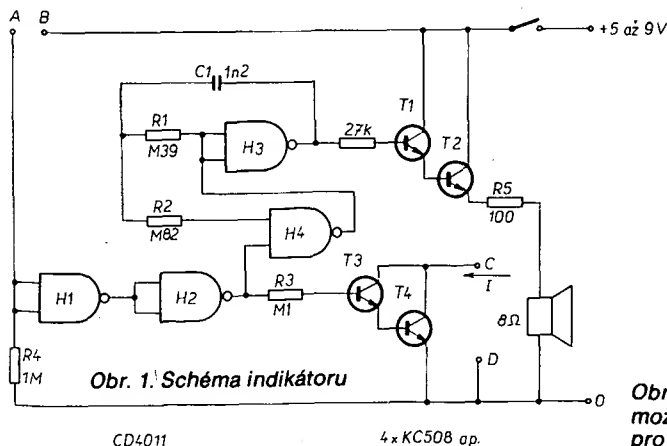 A B +5 až 9V
C1 1n2
T1
R1 H3 27k
M39
T2
R5
100
R2 H4
M82
T3 C
H1 H2 R3 T4 I
M1
8Ω
D
R4
1M
Obr. 1. Schéma indikátoru
0
CD4011 4 x KC508 ap.
Obr
mož
pro